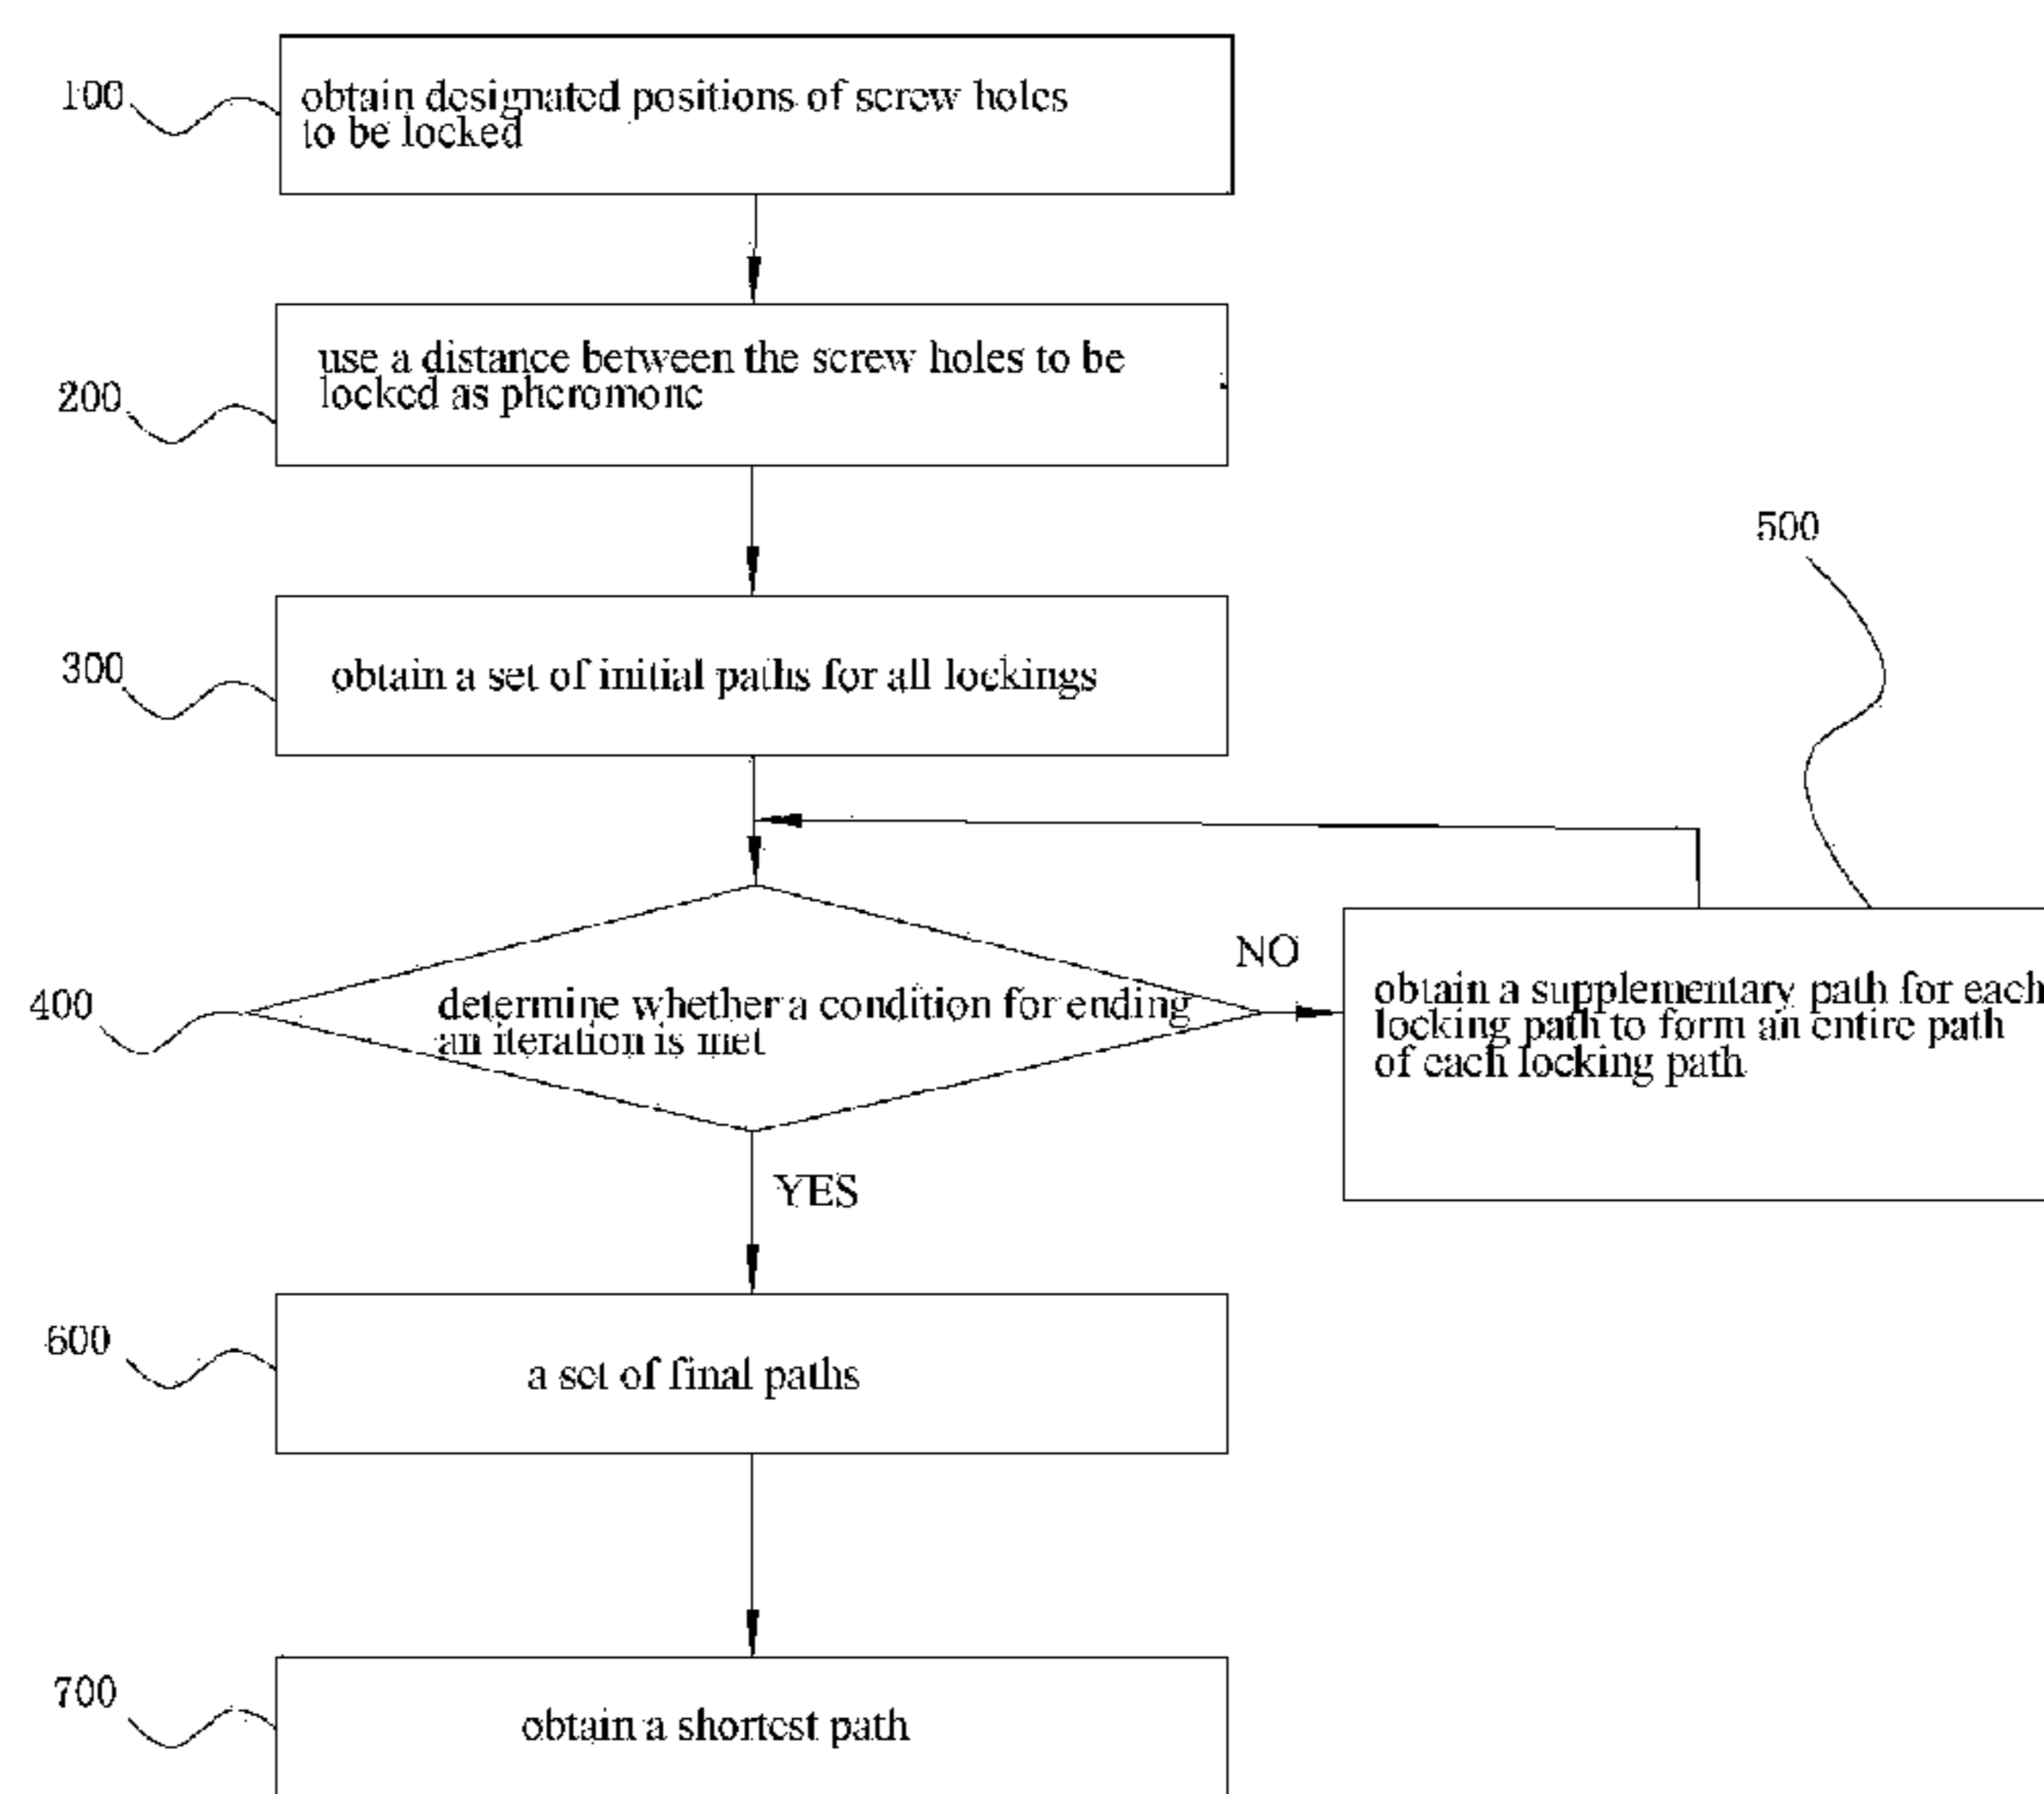 100
obtain designated positions of screw holes
to be locked
200
use a distance between the screw holes to be
locked as pheromone
300
obtain a set of initial paths for all lockings
500
400
determine whether a condition for ending
an iteration is met
NO
obtain a supplementary path for each
locking path to form an entire path
of each locking path
YES
600
a set of final paths
700
obtain a shortest path